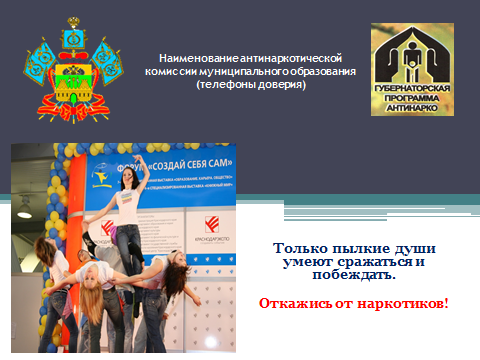 Наименование антинаркотической
комиссии муниципального образования
(телефоны доверия)
ГУБЕРНАТОРСКАЯ
ПРОГРАММА
АНТИНАРКО
ФОРУМ «СОЗДАЙ СЕБЯ САМ»
КРАСНОДАРЭКСПО
Только пылкие души
умеют сражаться и
побеждать.
Откажись от наркотиков!